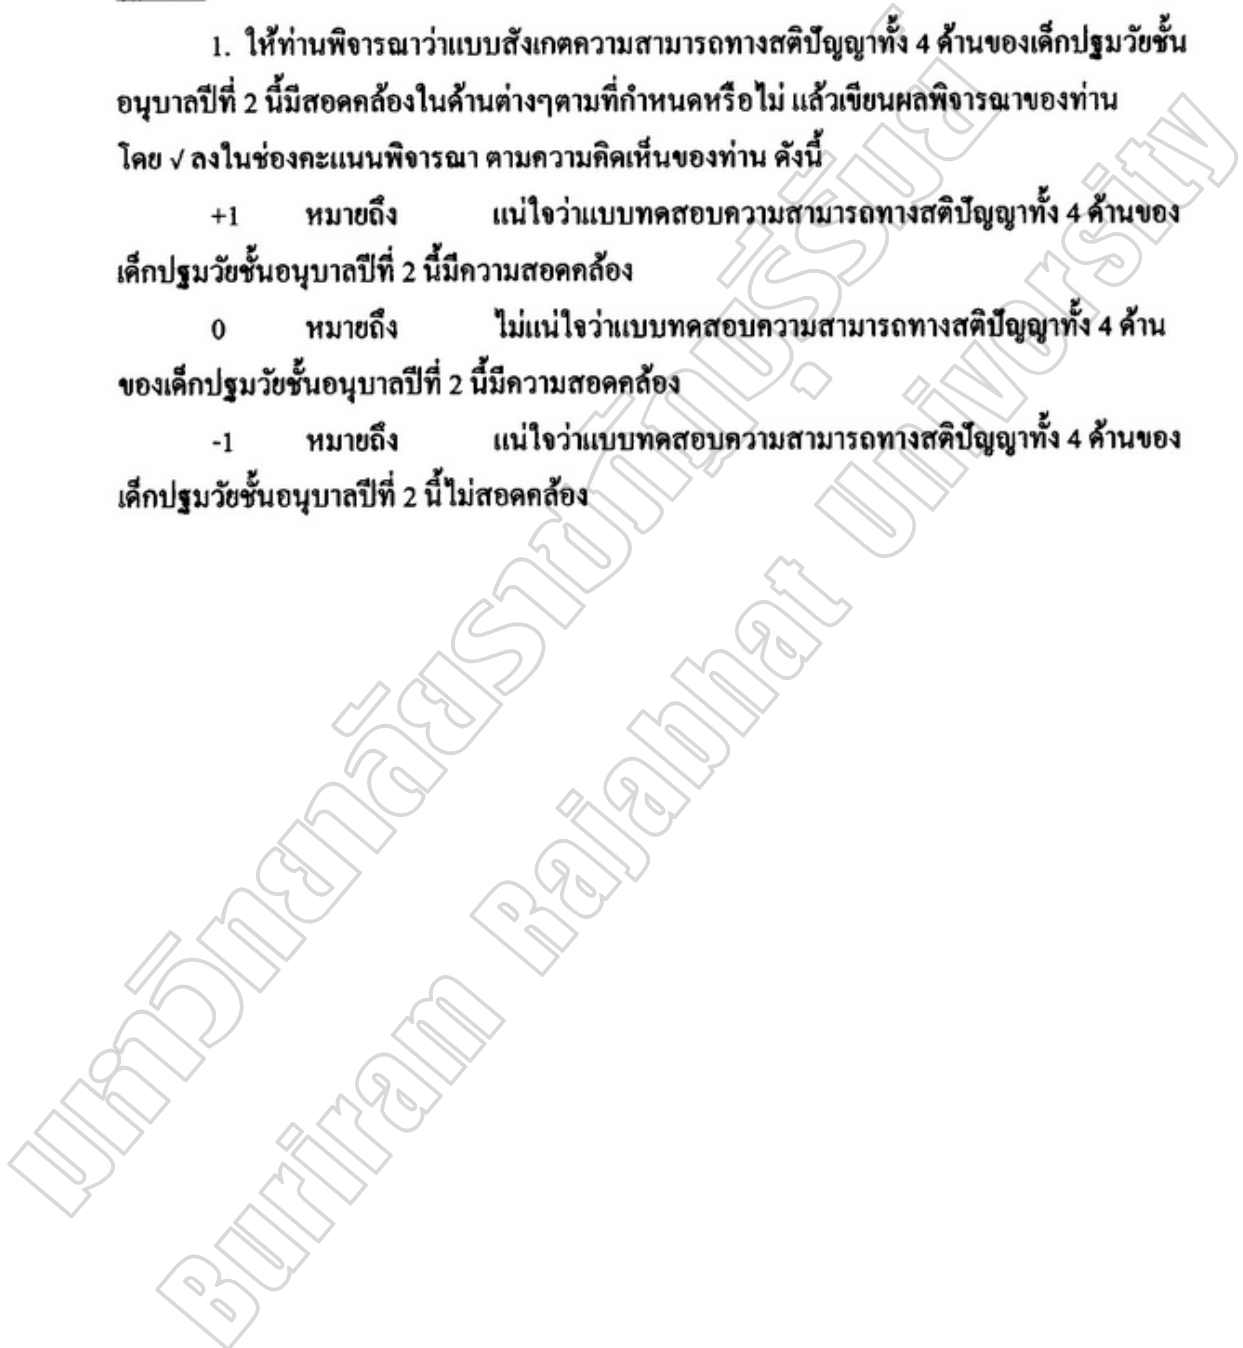 1. ให้ท่านพิจารณาว่าแบบสังเกตความสามารถทางสติปัญญาทั้ง 4 ด้านของเด็กปฐมวัยชั้น
อนุบาลปีที่ 2 นี้มีสอดคล้องในด้านต่างๆตามที่กำหนดหรือไม่ แล้วเขียนผลพิจารณาของท่าน
โดย √ ลงในช่องคะแนนพิจารณา ตามความคิดเห็นของท่าน ดังนี้
+1 หมายถึง แน่ใจว่าแบบทดสอบความสามารถทางสติปัญญาทั้ง 4 ด้านของ
เด็กปฐมวัยชั้นอนุบาลปีที่ 2 นี้มีความสอดคล้อง
0 หมายถึง ไม่แน่ใจว่าแบบทดสอบความสามารถทางสติปัญญาทั้ง 4 ด้าน
ของเด็กปฐมวัยชั้นอนุบาลปีที่ 2 นี้มีความสอดคล้อง
-1 หมายถึง แน่ใจว่าแบบทดสอบความสามารถทางสติปัญญาทั้ง 4 ด้านของ
เด็กปฐมวัยชั้นอนุบาลปีที่ 2 นี้ไม่สอดคล้อง
มหาวิทยาลัยราชภัฏบุรีรัมย์
Buriram Rajabhat University